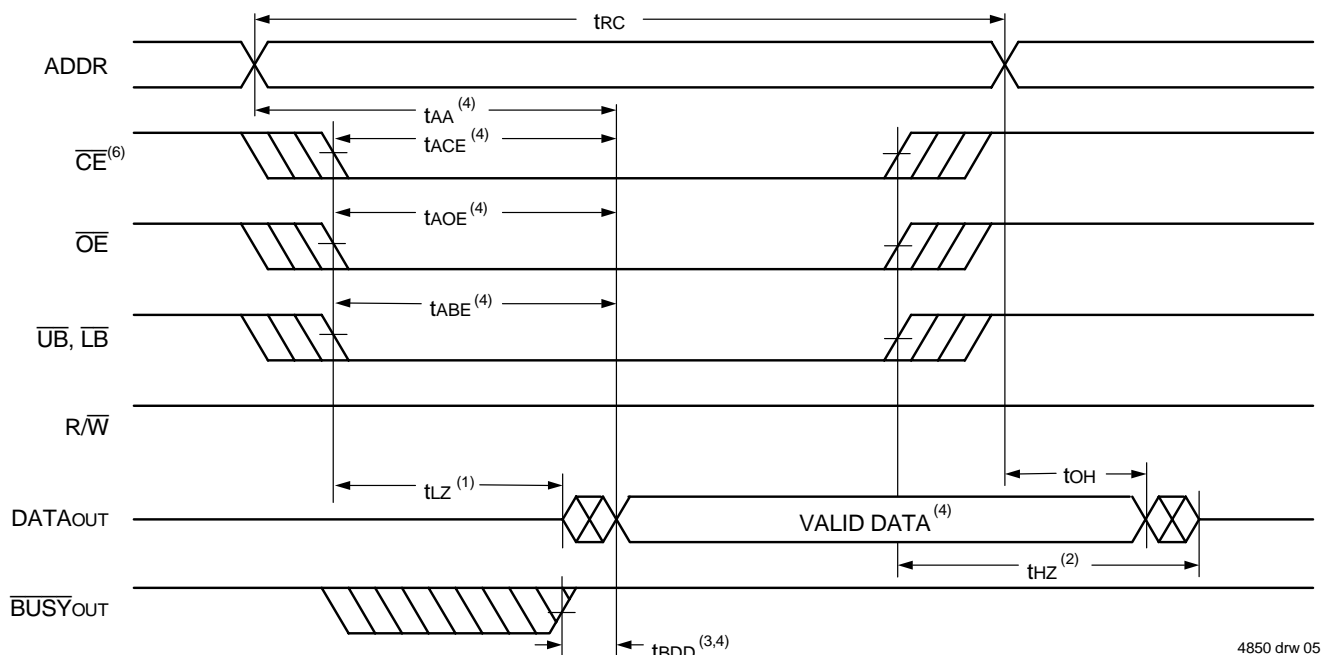 tRC
ADDR
tAA (4)
CE(6)
tACE (4)
OE
tAOE (4)
UB, LB
tABE (4)
R/W
tLZ (1)
tOH
DATAOUT
VALID DATA(4)
tHZ (2)
BUSYOUT
tBDD (3,4)
4850 drw 05